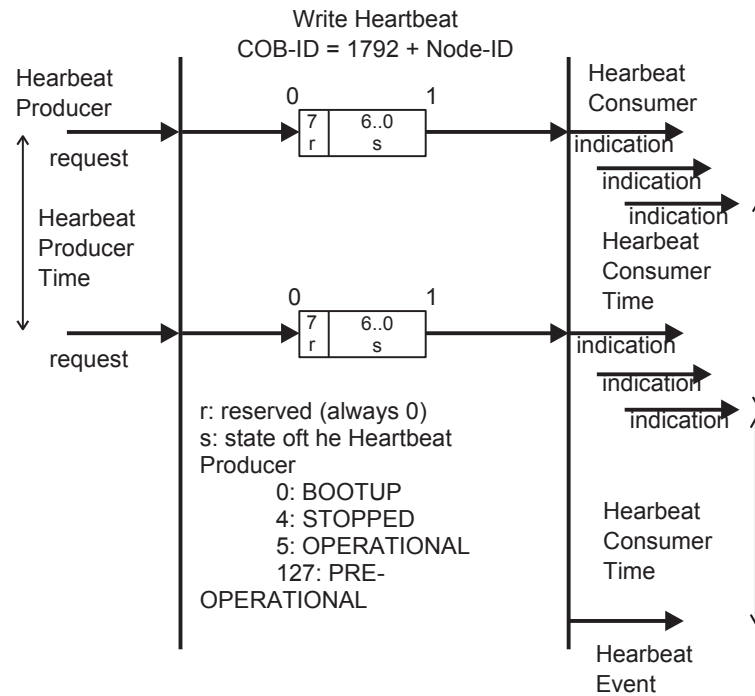 Write Heartbeat
COB-ID = 1792 + Node-ID
Hearbeat
Producer
Hearbeat
Consumer
0
1
7
6..0
r
s
request
indication
indication
indication
Hearbeat
Producer
Time
Hearbeat
Consumer
Time
0
1
7
6..0
r
s
request
indication
indication
indication
r: reserved (always 0)
s: state oft he Heartbeat
Producer
0: BOOTUP
4: STOPPED
5: OPERATIONAL
127: PRE-
OPERATIONAL
Hearbeat
Consumer
Time
Hearbeat
Event